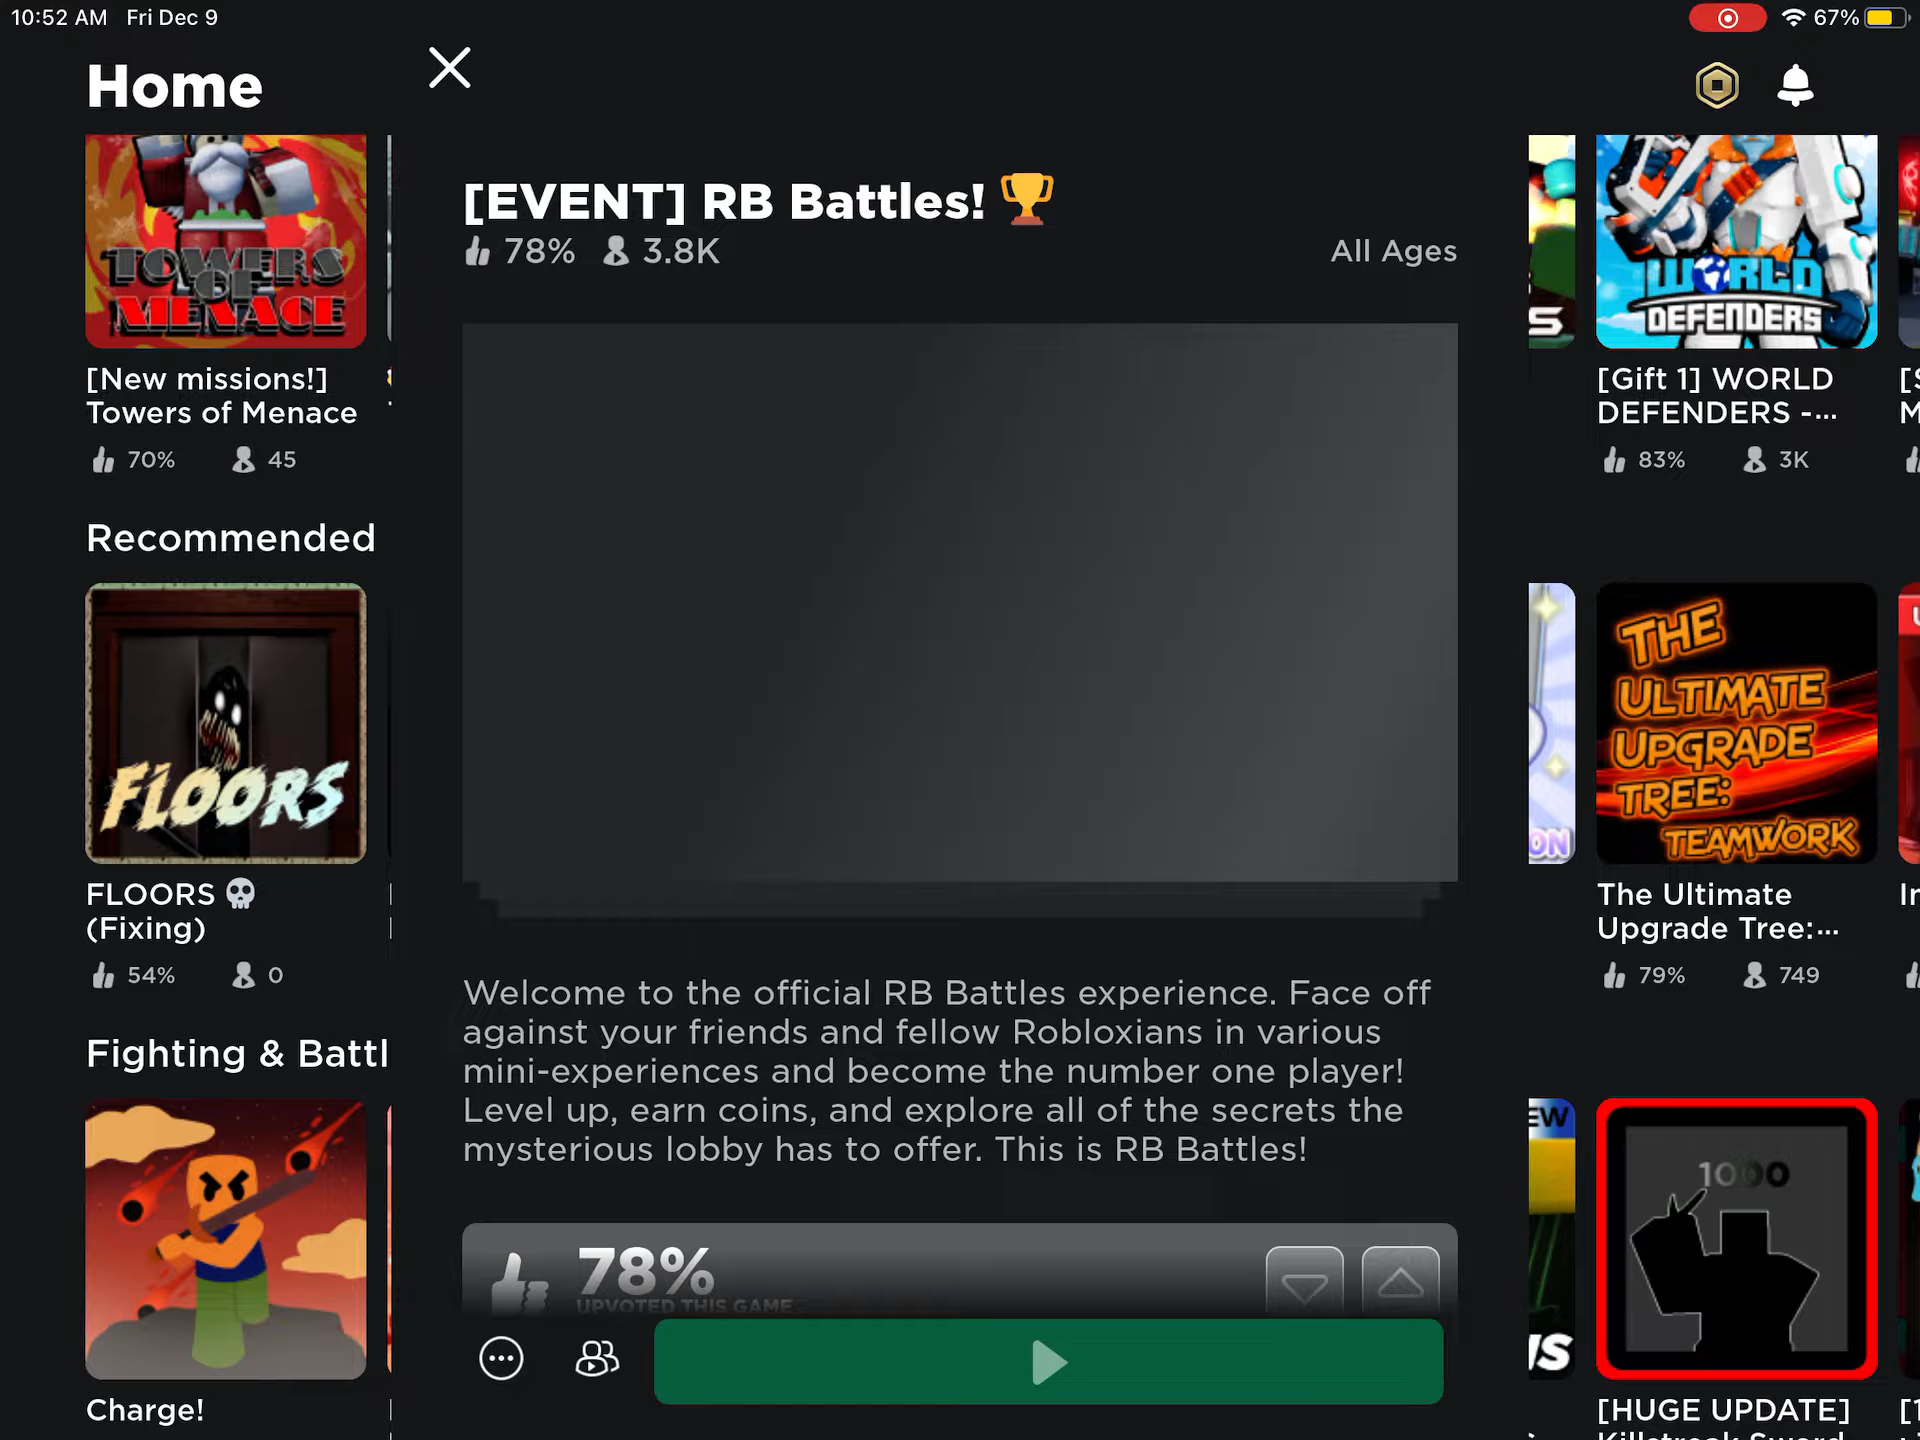 10:52 AM Fri Dec 9
67%
Home
TOWERS
OF
MENACE
[New missions!]
Towers of Menace
70% 45
Recommended
FLOORS
FLOORS 💀
(Fixing)
54% 0
Fighting & Battl
Charge!
[EVENT] RB Battles! 🏆
78% 3.8K
All Ages
Welcome to the official RB Battles experience. Face off
against your friends and fellow Robloxians in various
mini-experiences and become the number one player!
Level up, earn coins, and explore all of the secrets the
mysterious lobby has to offer. This is RB Battles!
78%
UPVOTED THIS GAME
S
WORLD
DEFENDERS
[Gift 1] WORLD
DEFENDERS -...
83% 3K
ON
THE
ULTIMATE
UPGRADE
TREE:
TEAMWORK
The Ultimate
Upgrade Tree:...
79% 749
EW
1000
[HUGE UPDATE]
Killstreak Sword